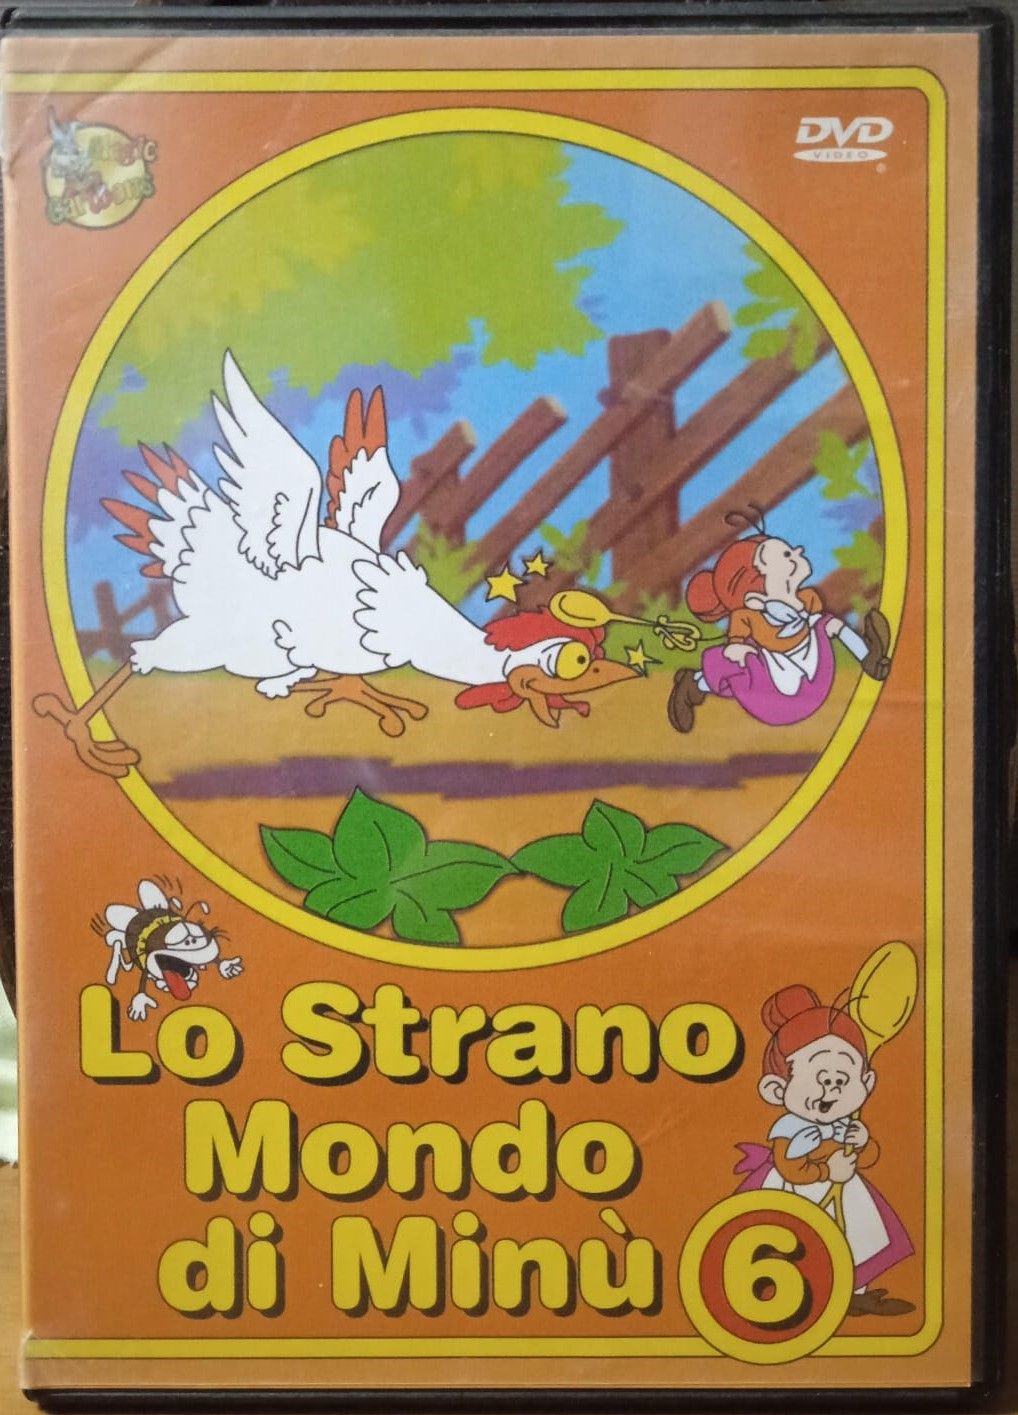 Magic
Cartoons
DVD
VIDEO
Lo Strano
Mondo
di Minù
6